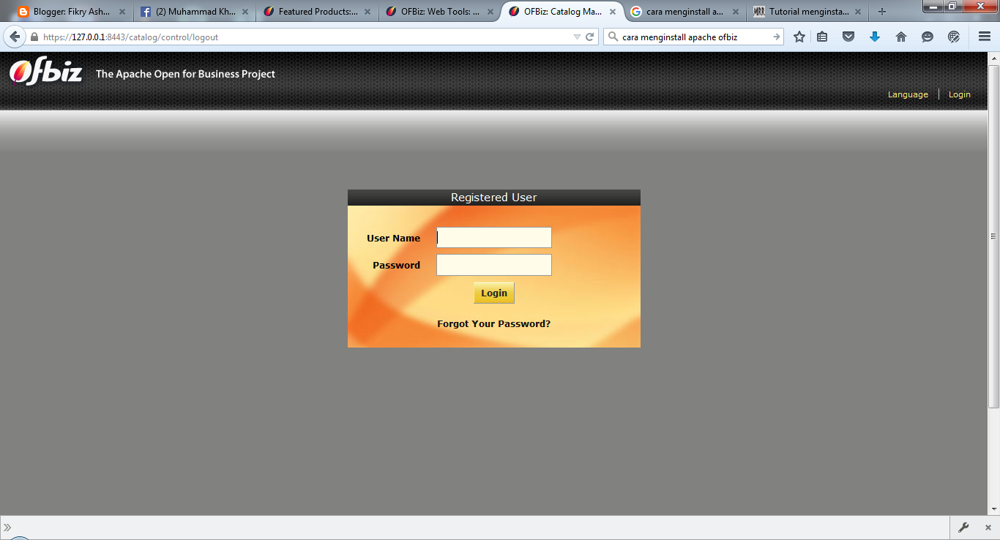 Blogger: Fikry Ash...
(2) Muhammad Kh...
Featured Products:...
OFBiz: Web Tools: ...
OFBiz: Catalog Ma...
cara menginstall a...
MRR Tutorial menginsta...
https://127.0.0.1:8443/catalog/control/logout
cara menginstall apache ofbiz
Ofbiz The Apache Open for Business Project
Language Login
Registered User
User Name
Password
Login
Forgot Your Password?